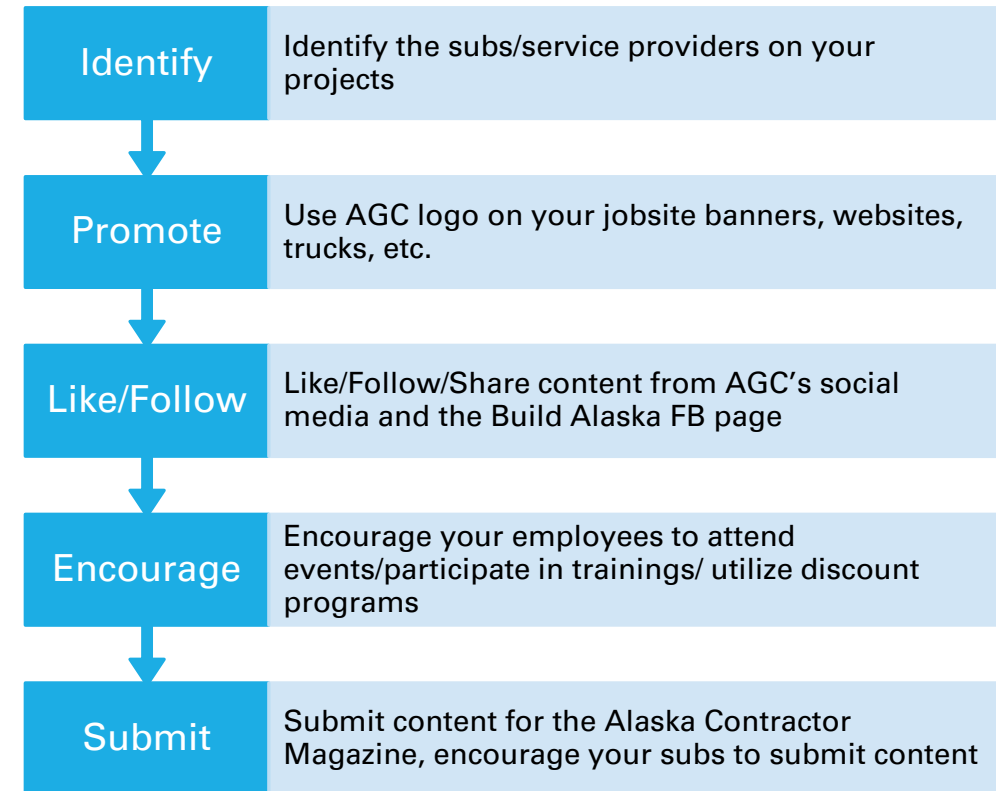 Identify
Identify the subs/service providers on your
projects
Promote
Use AGC logo on your jobsite banners, websites,
trucks, etc.
Like/Follow
Like/Follow/Share content from AGC’s social
media and the Build Alaska FB page
Encourage
Encourage your employees to attend
events/participate in trainings/ utilize discount
programs
Submit
Submit content for the Alaska Contractor
Magazine, encourage your subs to submit content